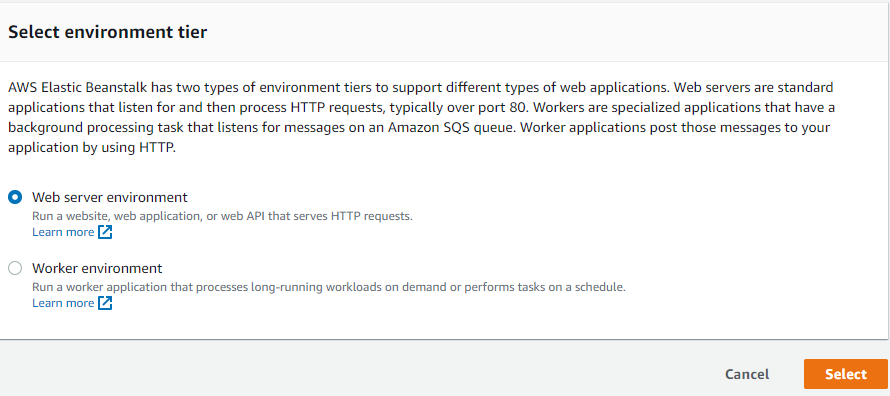 Select environment tier
AWS Elastic Beanstalk has two types of environment tiers to support different types of web applications. Web servers are standard
applications that listen for and then process HTTP requests, typically over port 80. Workers are specialized applications that have a
background processing task that listens for messages on an Amazon SQS queue. Worker applications post those messages to your
application by using HTTP.
Web server environment
Run a website, web application, or web API that serves HTTP requests.
Learn more
Worker environment
Run a worker application that processes long-running workloads on demand or performs tasks on a schedule.
Learn more
Cancel Select